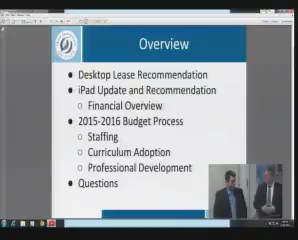 Overview
Desktop Lease Recommendation
iPad Update and Recommendation
Financial Overview
2015-2016 Budget Process
Staffing
Curriculum Adoption
Professional Development
Questions